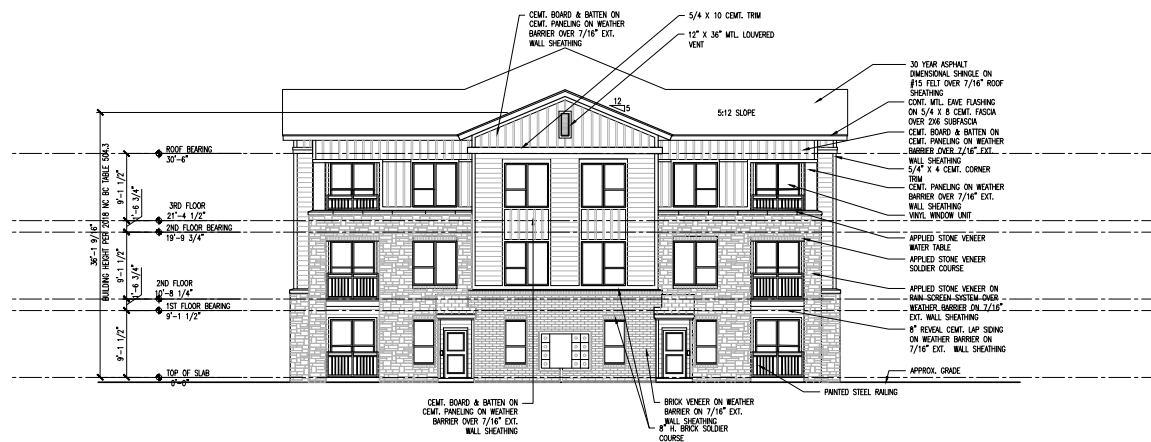 CEMT. BOARD & BATTEN ON
CEMT. PANELING ON WEATHER
BARRIER OVER 7/16" EXT.
WALL SHEATHING
5/4 X 10 CEMT. TRIM
12" X 36" MTL. LOUVERED
VENT
12
5
5:12 SLOPE
30 YEAR ASPHALT
DIMENSIONAL SHINGLE ON
#15 FELT OVER 7/16" ROOF
SHEATHING
CONT. MTL. EAVE FLASHING
ON 5/4 X 8 CEMT. FASCIA
OVER 2X6 SUBFASCIA
CEMT. BOARD & BATTEN ON
CEMT. PANELING ON WEATHER
BARRIER OVER 7/16" EXT.
WALL SHEATHING
5/4" X 4 CEMT. CORNER
TRIM
CEMT. PANELING ON WEATHER
BARRIER OVER 7/16" EXT.
WALL SHEATHING
VINYL WINDOW UNIT
APPLIED STONE VENEER
WATER TABLE
APPLIED STONE VENEER
SOLDIER COURSE
APPLIED STONE VENEER ON
RAIN SCREEN SYSTEM OVER
WEATHER BARRIER ON 7/16"
EXT. WALL SHEATHING
8" REVEAL CEMT. LAP SIDING
ON WEATHER BARRIER ON
7/16" EXT. WALL SHEATHING
APPROX. GRADE
PAINTED STEEL RAILING
36'-1 9/16"
BUILDING HEIGHT PER 2018 NC BC TABLE 504.3
9'-1 1/2"
1'-6 3/4"
9'-1 1/2"
1'-6 3/4"
9'-1 1/2"
ROOF BEARING
30'-6"
3RD FLOOR
21'-4 1/2"
2ND FLOOR BEARING
19'-9 3/4"
2ND FLOOR
10'-8 1/4"
1ST FLOOR BEARING
9'-1 1/2"
TOP OF SLAB
0'-0"
CEMT. BOARD & BATTEN ON
CEMT. PANELING ON WEATHER
BARRIER OVER 7/16" EXT.
WALL SHEATHING
BRICK VENEER ON WEATHER
BARRIER ON 7/16" EXT.
WALL SHEATHING
8" H. BRICK SOLDIER
COURSE